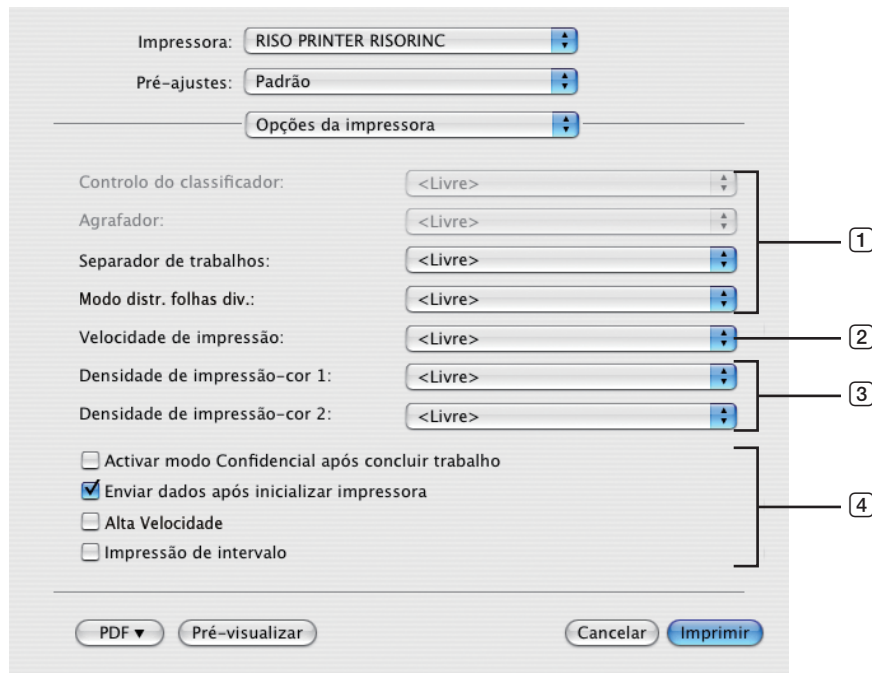 Impressora: RISO PRINTER RISORINC
Pré-ajustes: Padrão
Opções da impressora
Controlo do classificador: <Livre>
Agrafador: <Livre>
Separador de trabalhos: <Livre>
Modo distr. folhas div.: <Livre>
1
Velocidade de impressão: <Livre>
2
Densidade de impressão-cor 1: <Livre>
3
Densidade de impressão-cor 2: <Livre>
Activar modo Confidencial após concluir trabalho
Enviar dados após inicializar impressora
4
Alta Velocidade
Impressão de intervalo
PDF ▼ Pré-visualizar Cancelar Imprimir